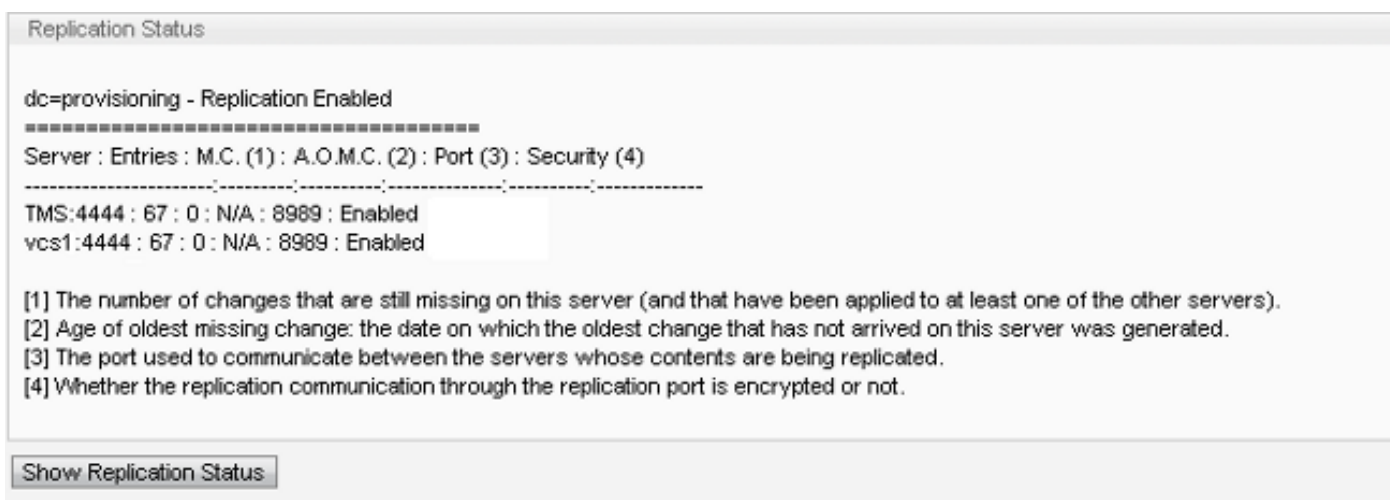 Replication Status
dc=provisioning - Replication Enabled
=====================================
Server : Entries : M.C. (1) : A.O.M.C. (2) : Port (3) : Security (4)
-----------------------:---------:----------:--------------:----------:-------------
TMS:4444 : 67 : 0 : N/A : 8989 : Enabled
vcs1:4444 : 67 : 0 : N/A : 8989 : Enabled
[1] The number of changes that are still missing on this server (and that have been applied to at least one of the other servers).
[2] Age of oldest missing change: the date on which the oldest change that has not arrived on this server was generated.
[3] The port used to communicate between the servers whose contents are being replicated.
[4] Whether the replication communication through the replication port is encrypted or not.
Show Replication Status